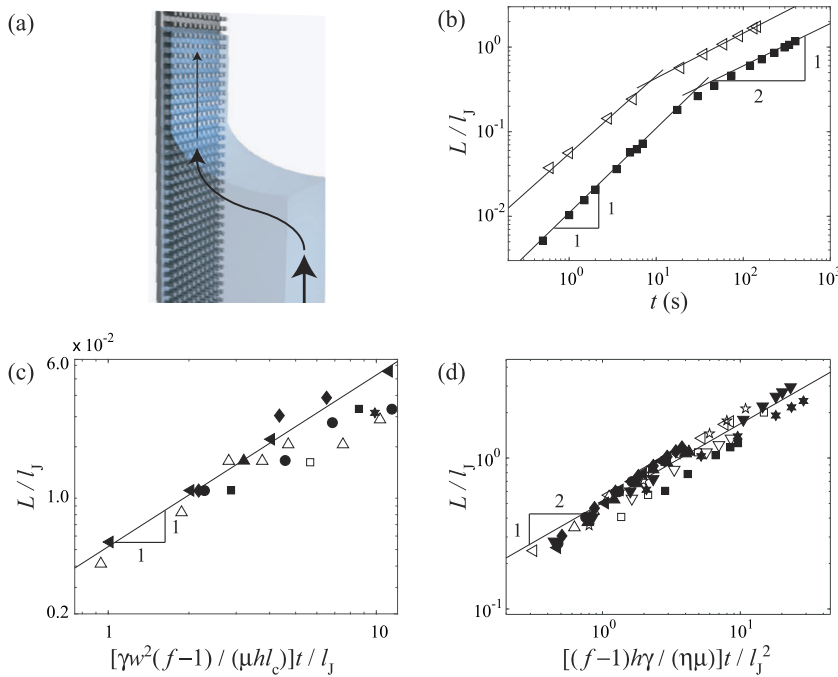 (a)
(b)
L / l_J
10^0
10^-1
10^-2
10^0
10^1
10^2
10^3
t (s)
1
1
2
1
(c)
x 10^-2
6.0
1.0
0.2
L / l_J
1
10
1
1
[γw^2(f−1) / (μhl_c)]t / l_J
(d)
L / l_J
10^0
10^-1
10^0
10^1
2
1
[(f−1)hγ / (ημ)]t / l_J^2